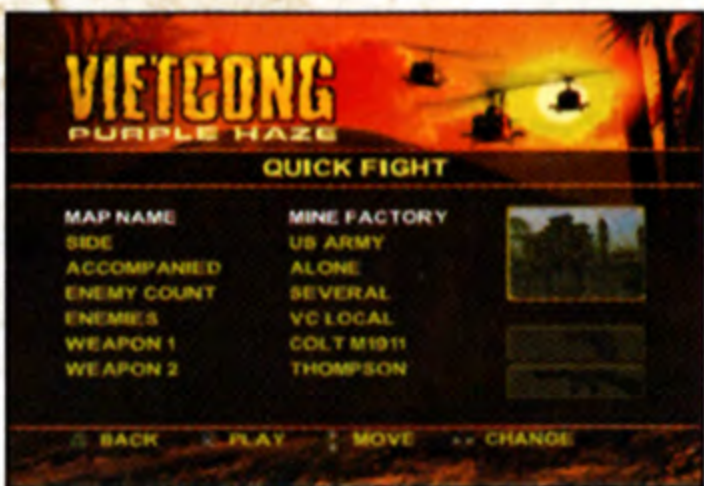 VIETCONG
PURPLE HAZE
QUICK FIGHT
MAP NAME MINE FACTORY
SIDE US ARMY
ACCOMPANIED ALONE
ENEMY COUNT SEVERAL
ENEMIES VC LOCAL
WEAPON 1 COLT M1911
WEAPON 2 THOMPSON
BACK PLAY MOVE CHANGE